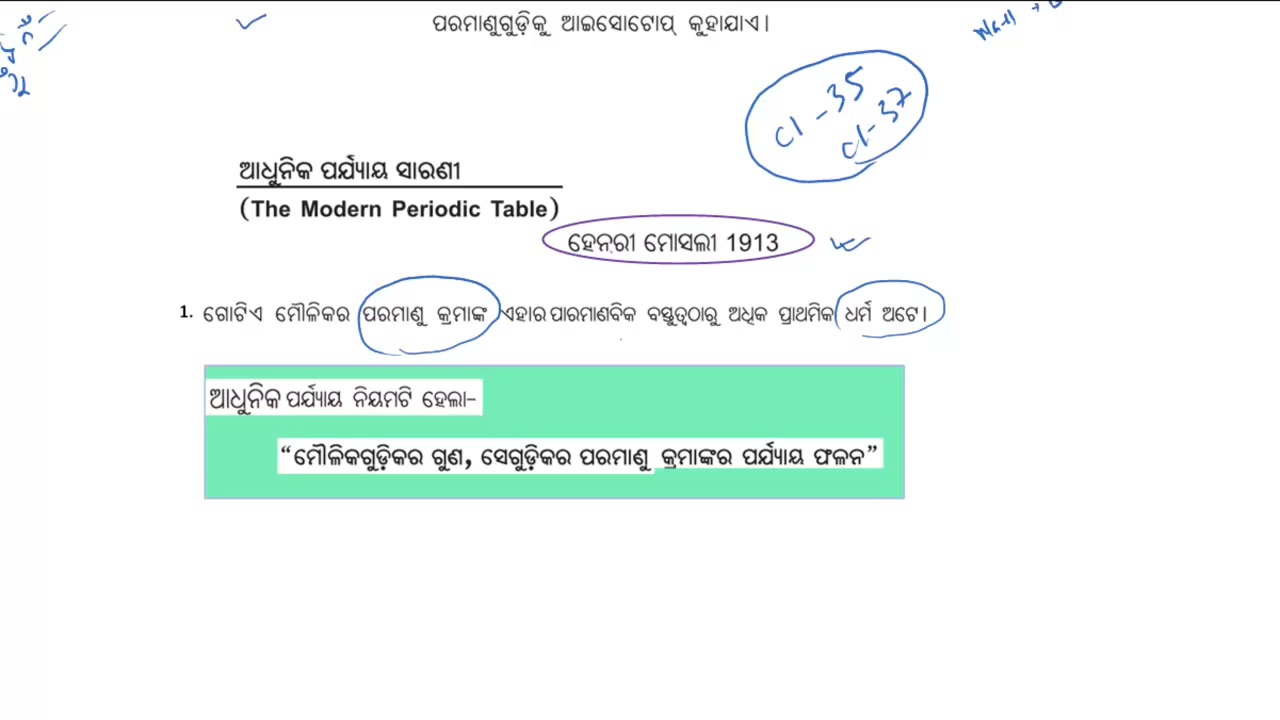 ପରମାଣୁଗୁଡ଼ିକୁ ଆଇସୋଟୋପ୍ କୁହାଯାଏ।
Cl - 35
Cl - 37
ଆଧୁନିକ ପର୍ଯ୍ୟାୟ ସାରଣୀ
(The Modern Periodic Table)
ହେନରୀ ମୋସଲୀ 1913
1. ଗୋଟିଏ ମୌଳିକର ପରମାଣୁ କ୍ରମାଙ୍କ ଏହାର ପାରମାଣବିକ ବସ୍ତୁତ୍ୱଠାରୁ ଅଧିକ ପ୍ରାଥମିକ ଧର୍ମ ଅଟେ।
ଆଧୁନିକ ପର୍ଯ୍ୟାୟ ନିୟମଟି ହେଲା-
“ମୌଳିକଗୁଡ଼ିକର ଗୁଣ, ସେଗୁଡ଼ିକର ପରମାଣୁ କ୍ରମାଙ୍କର ପର୍ଯ୍ୟାୟ ଫଳନ”